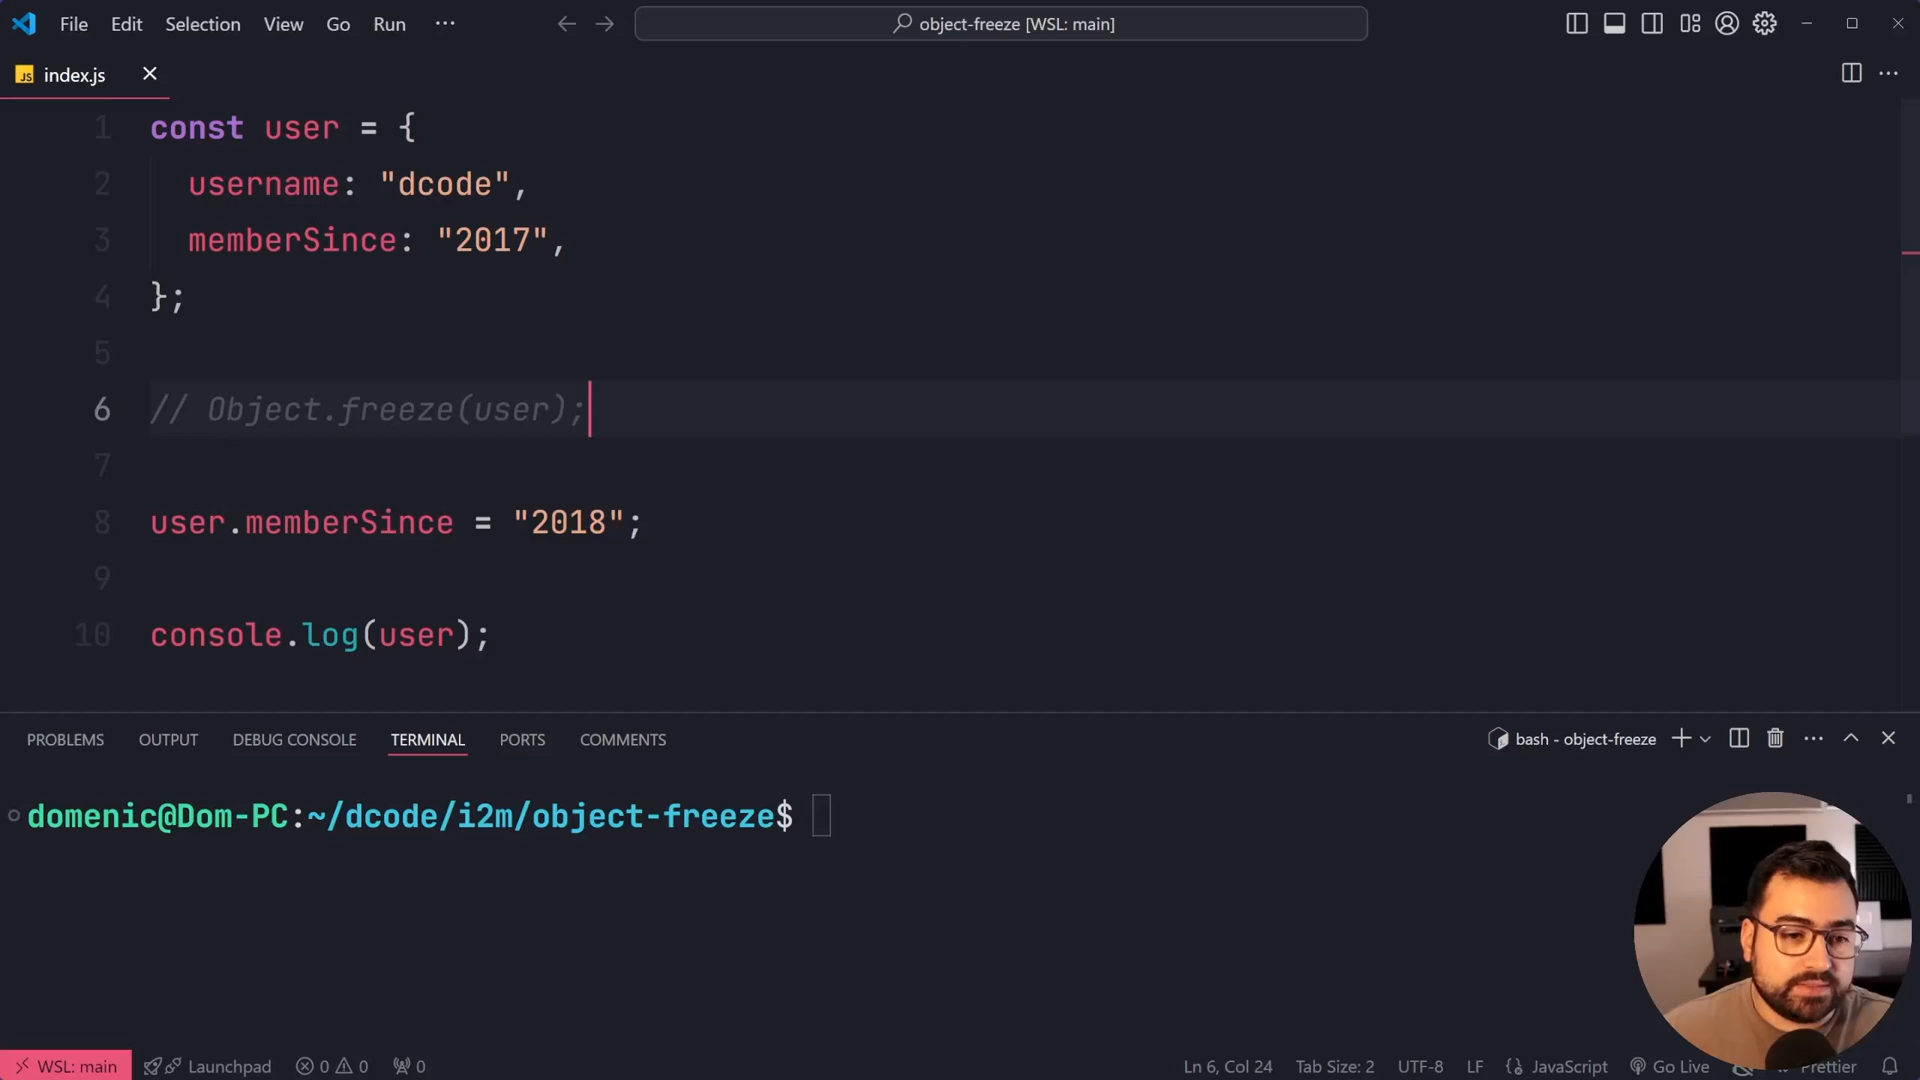 File Edit Selection View Go Run ··· object-freeze [WSL: main]
JS index.js
1 const user = {
2 username: "dcode",
3 memberSince: "2017",
4 };
5
6 // Object.freeze(user);
7
8 user.memberSince = "2018";
9
10 console.log(user);
PROBLEMS OUTPUT DEBUG CONSOLE TERMINAL PORTS COMMENTS bash - object-freeze
domenic@Dom-PC:~/dcode/i2m/object-freeze$
WSL: main Launchpad 0 0 0 Ln 6, Col 24 Tab Size: 2 UTF-8 LF {} JavaScript Go Live Prettier